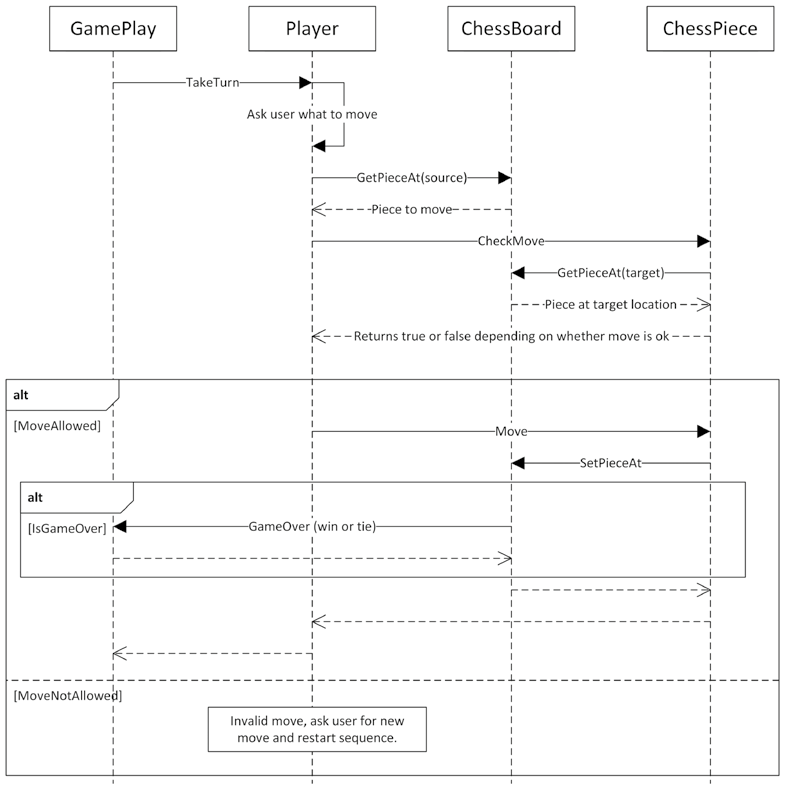 GamePlay
Player
ChessBoard
ChessPiece
TakeTurn
Ask user what to move
GetPieceAt(source)
Piece to move
CheckMove
GetPieceAt(target)
Piece at target location
Returns true or false depending on whether move is ok
alt
[MoveAllowed]
Move
SetPieceAt
alt
[IsGameOver]
GameOver (win or tie)
[MoveNotAllowed]
Invalid move, ask user for new
move and restart sequence.